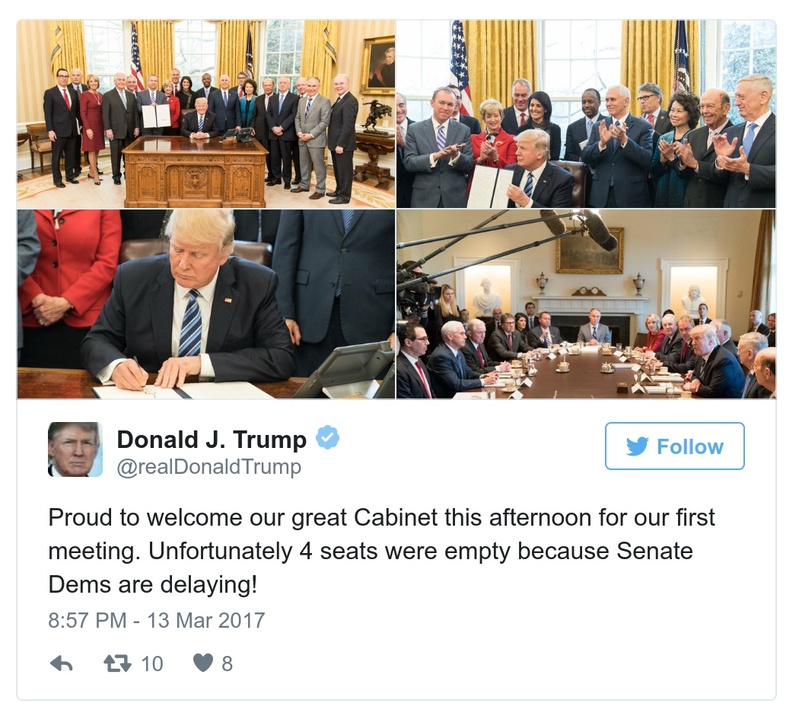 Donald J. Trump
@realDonaldTrump
Follow
Proud to welcome our great Cabinet this afternoon for our first
meeting. Unfortunately 4 seats were empty because Senate
Dems are delaying!
8:57 PM - 13 Mar 2017
10 8